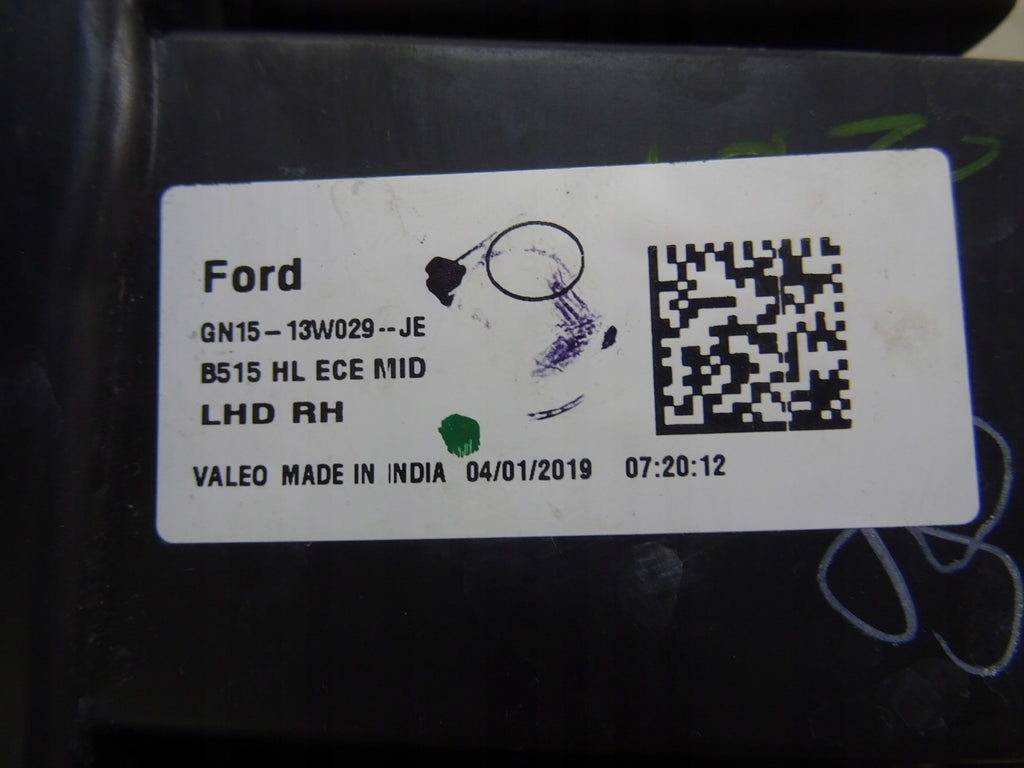 Ford
GN15-13W029--JE
B515 HL ECE MID
LHD RH
VALEO MADE IN INDIA 04/01/2019 07:20:12